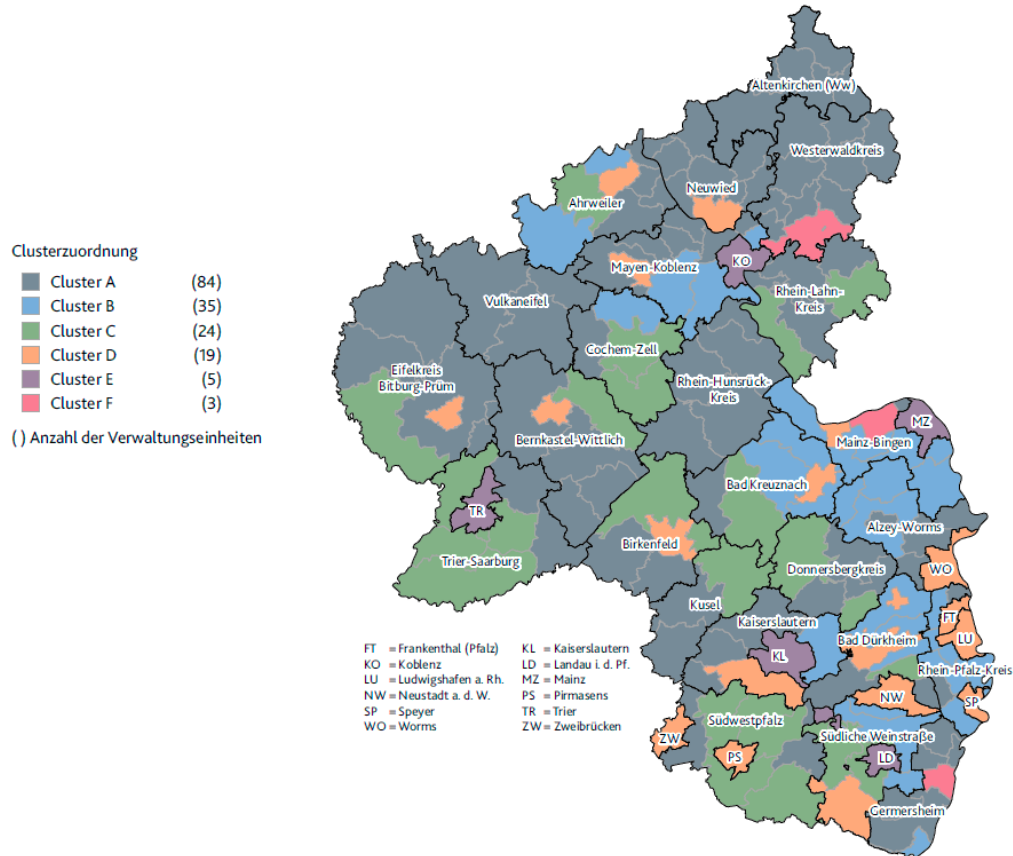 Clusterzuordnung
Cluster A (84)
Cluster B (35)
Cluster C (24)
Cluster D (19)
Cluster E (5)
Cluster F (3)
( ) Anzahl der Verwaltungseinheiten
Altenkirchen (Ww)
Westerwaldkreis
Neuwied
Ahrweiler
KO
Mayen-Koblenz
Vulkaneifel
Rhein-Lahn-
Kreis
Cochem-Zell
Eifelkreis
Bitburg-Prüm
Rhein-Hunsrück-
Kreis
Bernkastel-Wittlich
MZ
Mainz-Bingen
Bad Kreuznach
TR
Alzey-Worms
Birkenfeld
Trier-Saarburg
Donnersbergkreis
WO
Kusel
Kaiserslautern
FT
Bad Dürkheim
LU
KL
Rhein-Pfalz-Kreis
NW
SP
Südwestpfalz
Südliche Weinstraße
ZW
PS
LD
Germersheim
FT = Frankenthal (Pfalz)
KO = Koblenz
LU = Ludwigshafen a. Rh.
NW = Neustadt a. d. W.
SP = Speyer
WO = Worms
KL = Kaiserslautern
LD = Landau i. d. Pf.
MZ = Mainz
PS = Pirmasens
TR = Trier
ZW = Zweibrücken